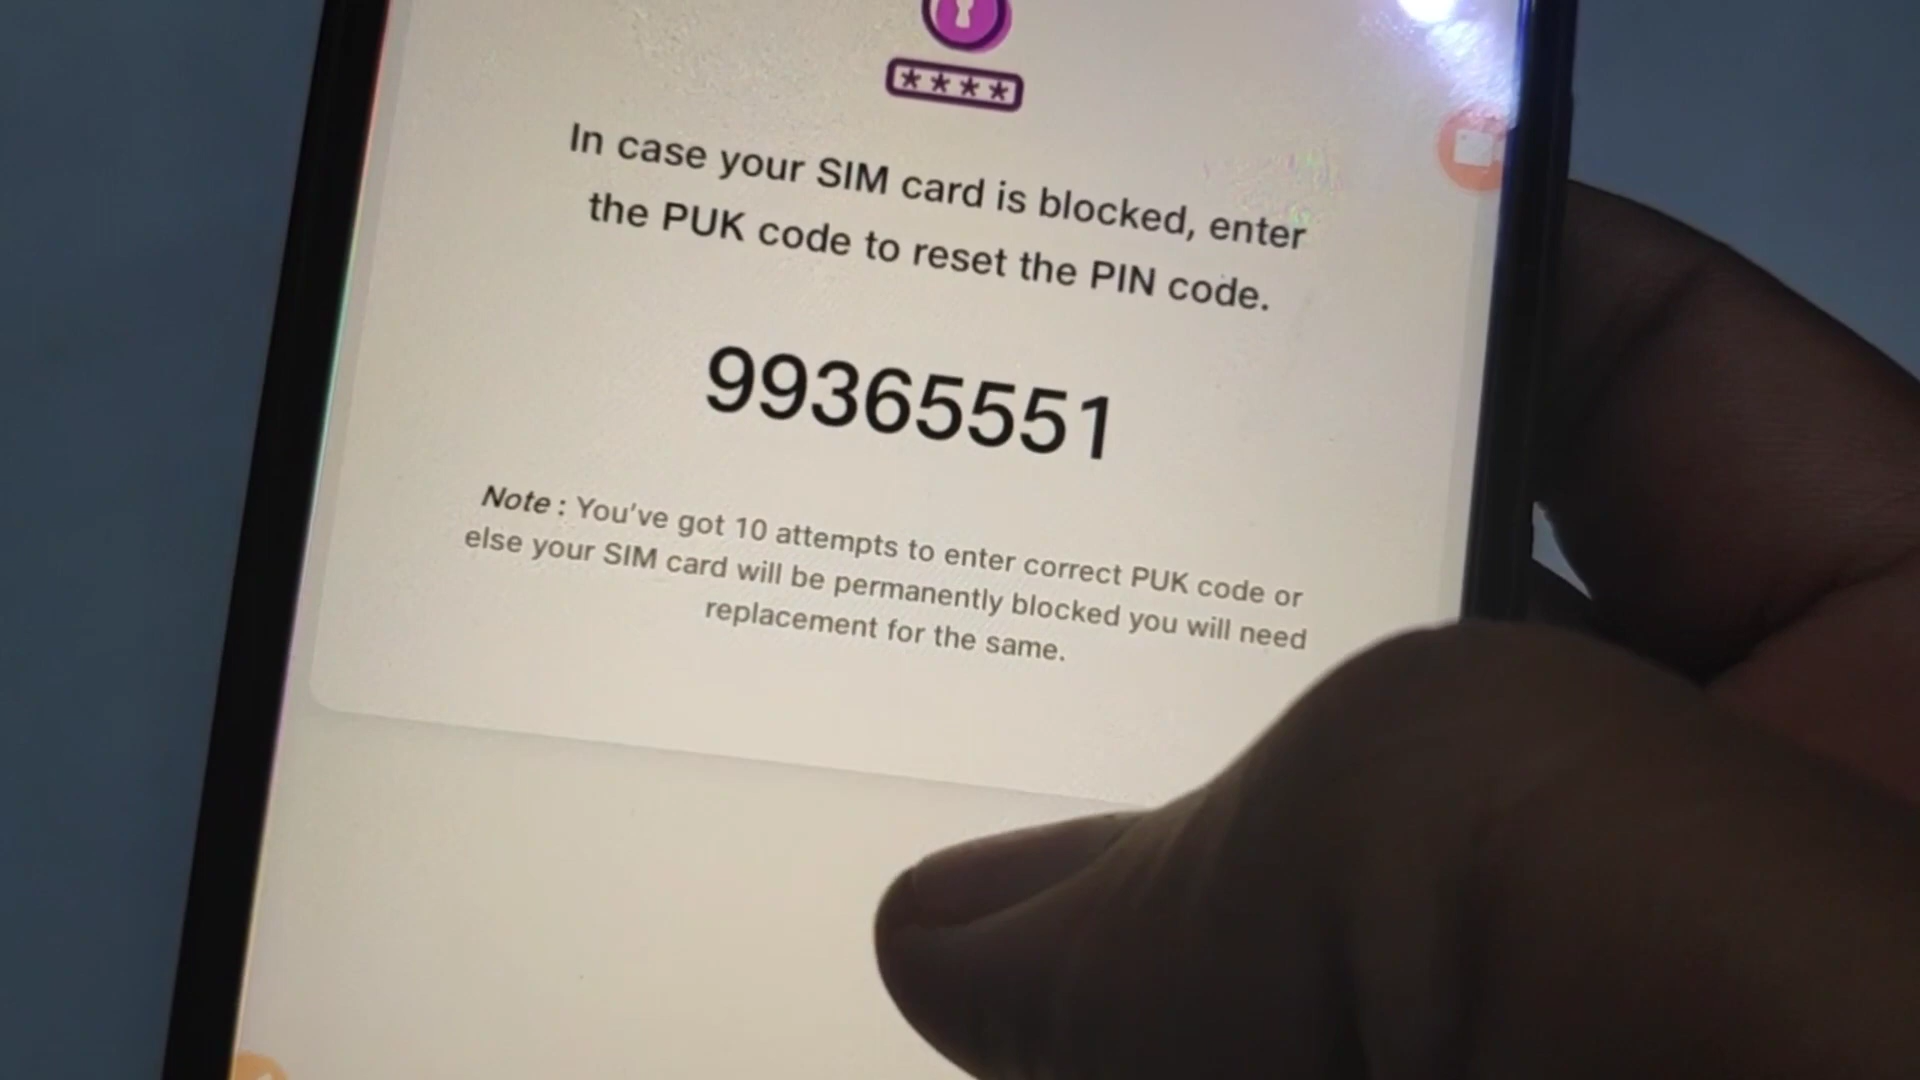 ****
In case your SIM card is blocked, enter
the PUK code to reset the PIN code.
99365551
Note : You've got 10 attempts to enter correct PUK code or
else your SIM card will be permanently blocked you will need
replacement for the same.